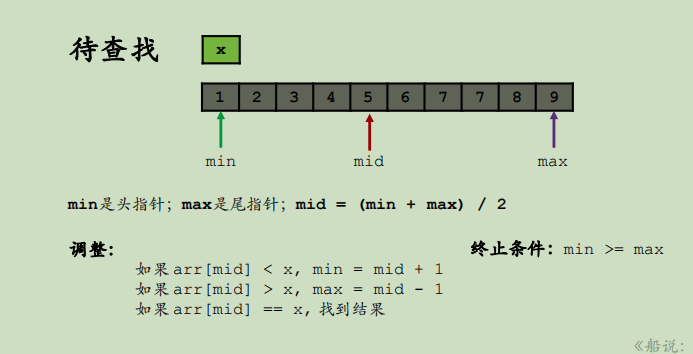 待查找 x
1 2 3 4 5 6 7 7 8 9
min mid max
min是头指针；max是尾指针；mid = (min + max) / 2
调整： 终止条件：min >= max
如果arr[mid] < x, min = mid + 1
如果arr[mid] > x, max = mid - 1
如果arr[mid] == x, 找到结果
《船说：